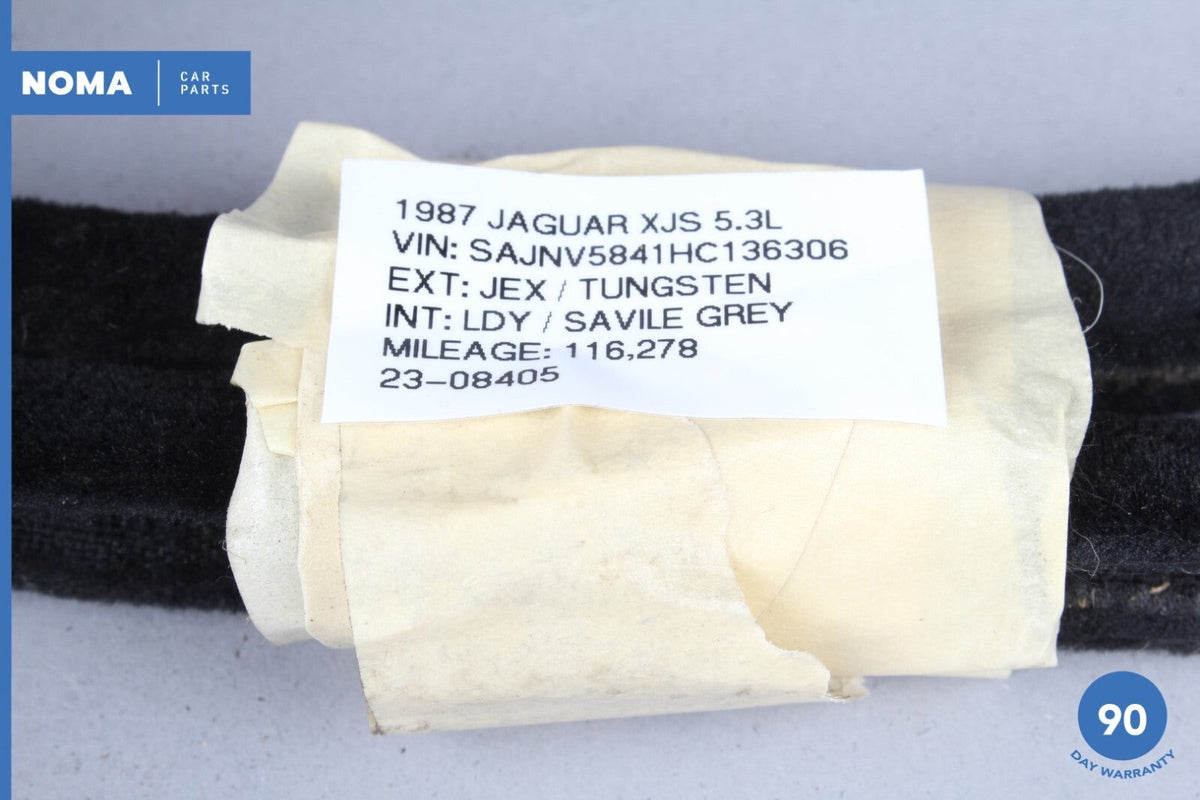 NOMA
CAR
PARTS
1987 JAGUAR XJS 5.3L
VIN: SAJNV5841HC136306
EXT: JEX / TUNGSTEN
INT: LDY / SAVILE GREY
MILEAGE: 116,278
23-08405
90
DAY WARRANTY